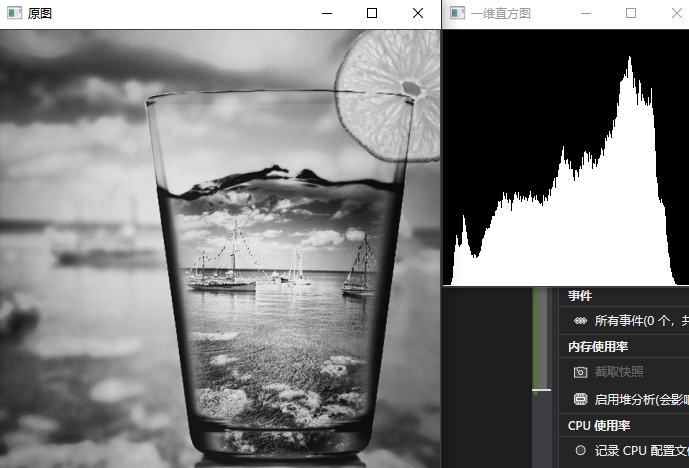 原图
一维直方图
事件
所有事件(0 个，共
内存使用率
截取快照
启用堆分析(会影
CPU 使用率
记录 CPU 配置文